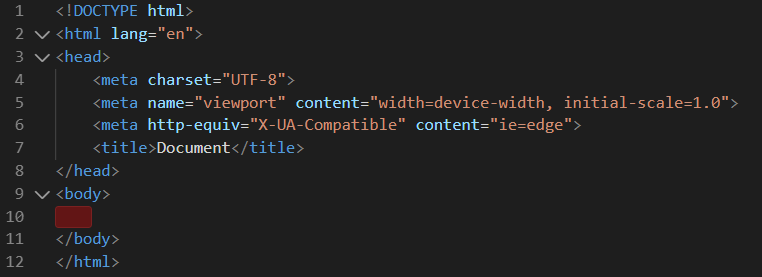 1 <!DOCTYPE html>
2 <html lang="en">
3 <head>
4     <meta charset="UTF-8">
5     <meta name="viewport" content="width=device-width, initial-scale=1.0">
6     <meta http-equiv="X-UA-Compatible" content="ie=edge">
7     <title>Document</title>
8 </head>
9 <body>
10
11 </body>
12 </html>